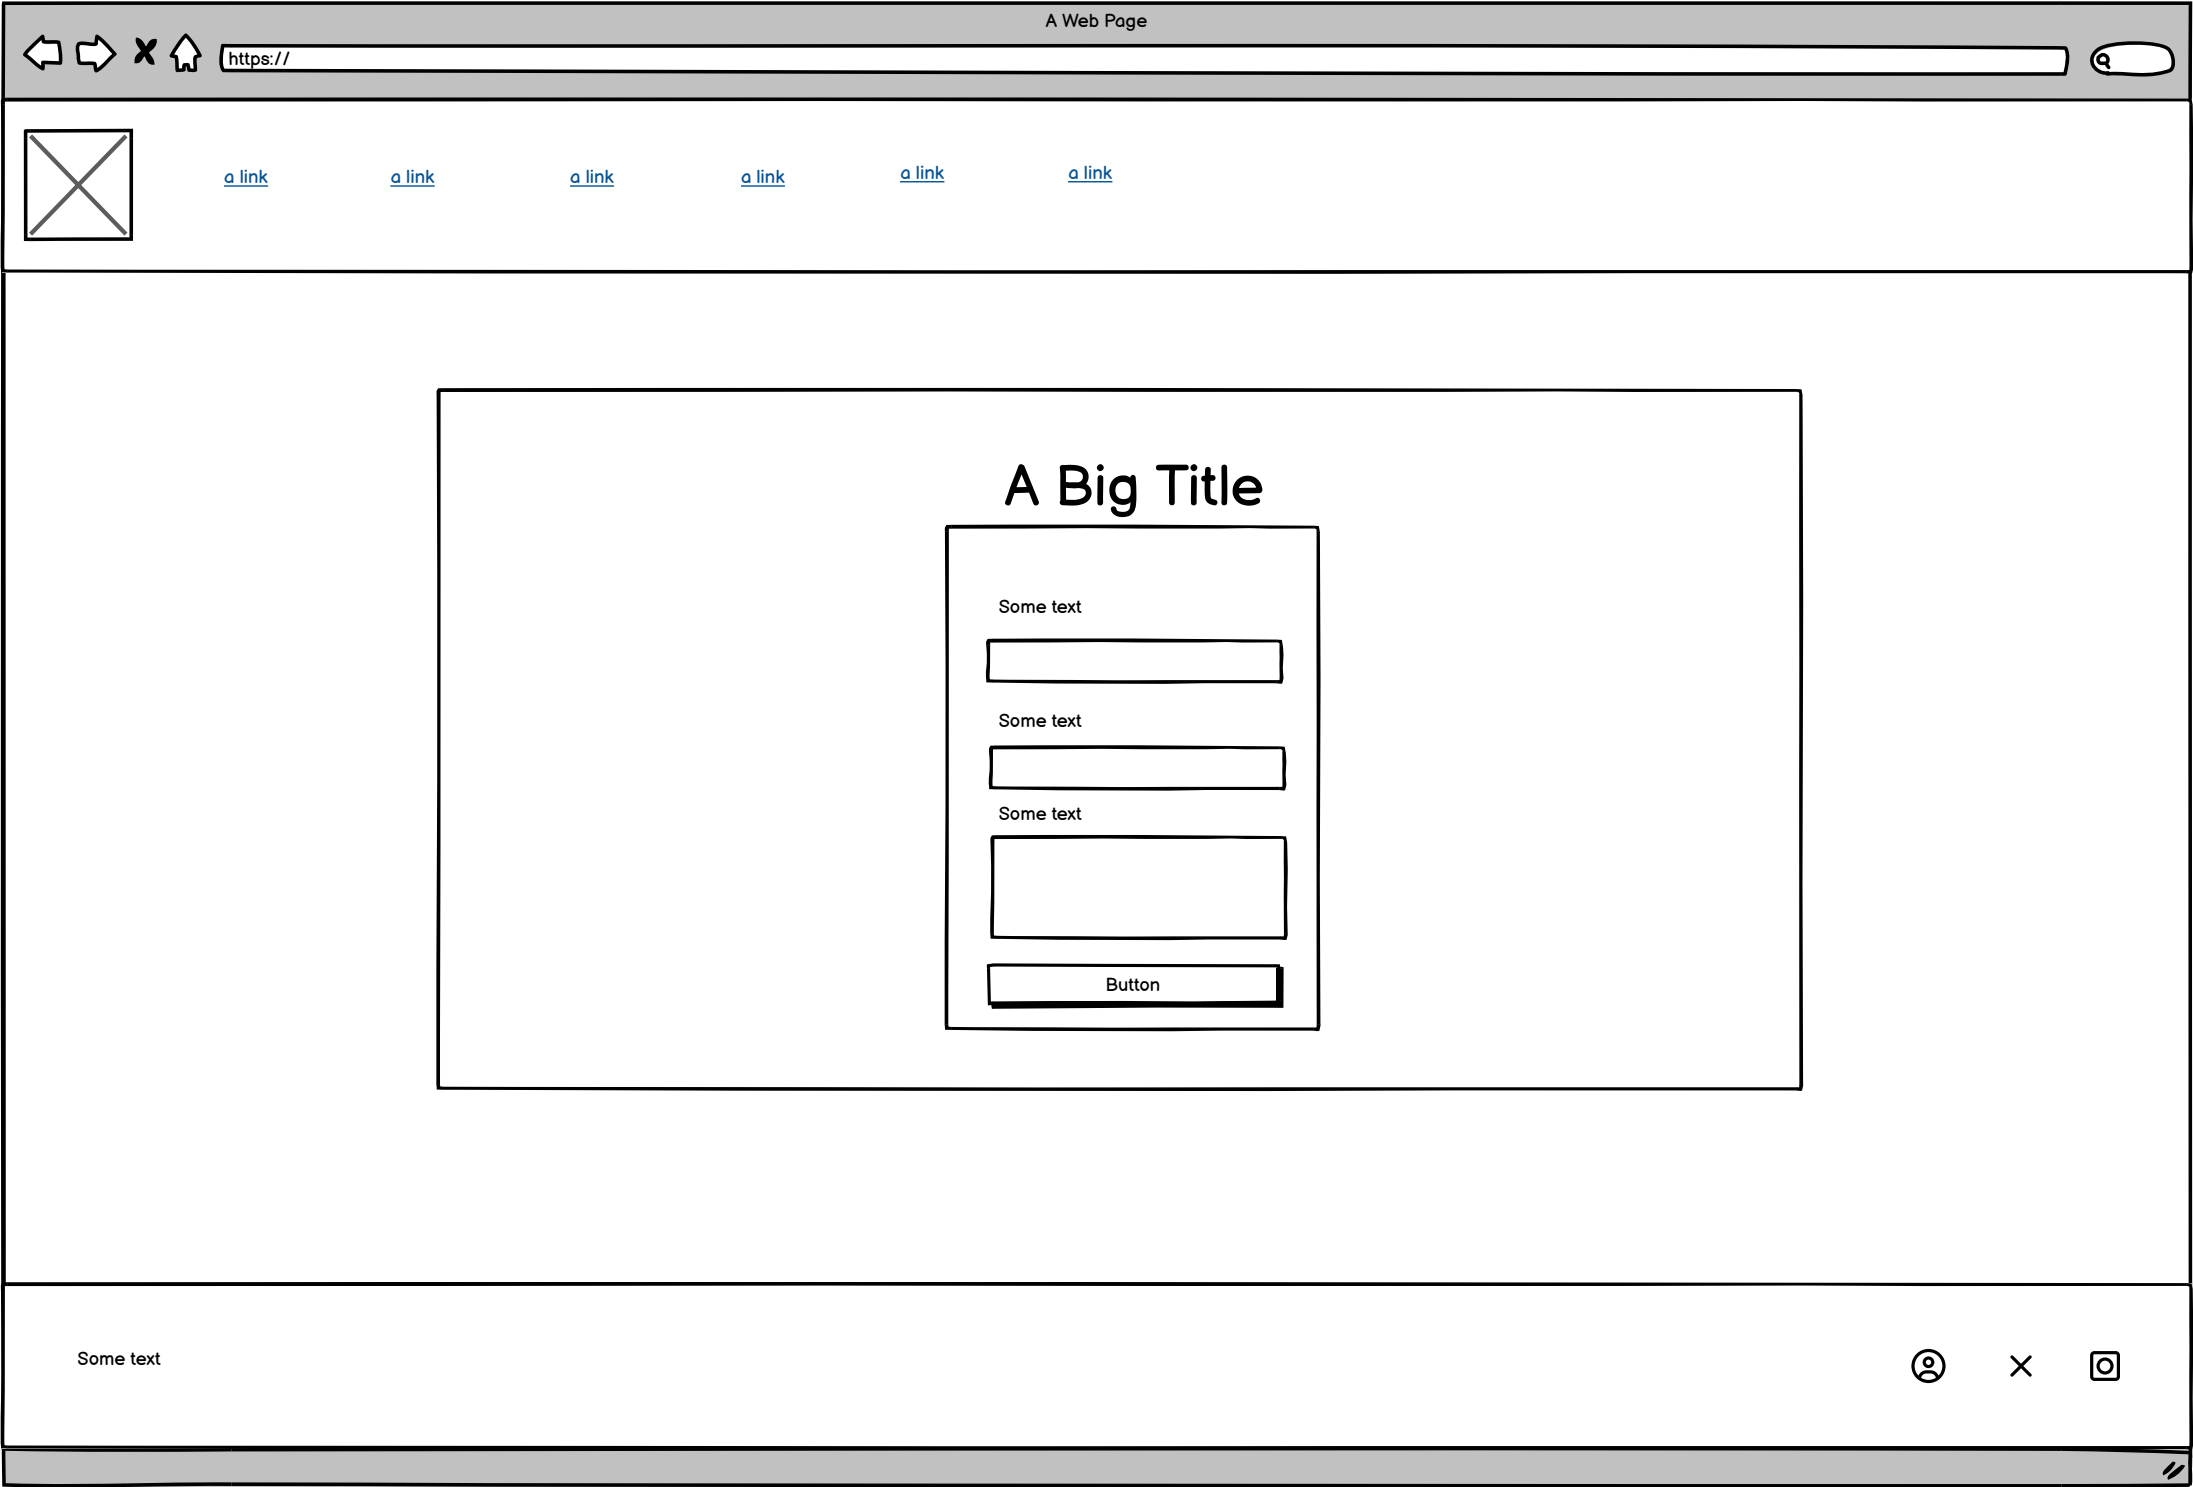 A Web Page
https://
a link a link a link a link a link a link
A Big Title
Some text
Some text
Some text
Button
Some text